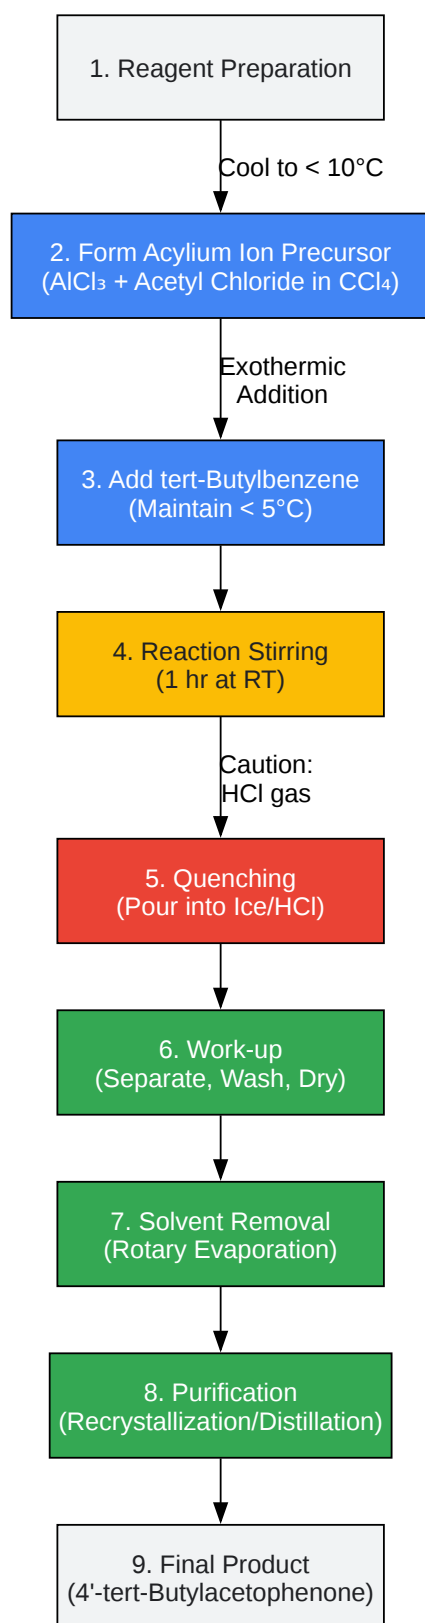 1. Reagent Preparation
Cool to < 10°C
2. Form Acylium Ion Precursor
(AlCl₃ + Acetyl Chloride in CCl₄)
Exothermic
Addition
3. Add tert-Butylbenzene
(Maintain < 5°C)
4. Reaction Stirring
(1 hr at RT)
Caution:
HCl gas
5. Quenching
(Pour into Ice/HCl)
6. Work-up
(Separate, Wash, Dry)
7. Solvent Removal
(Rotary Evaporation)
8. Purification
(Recrystallization/Distillation)
9. Final Product
(4'-tert-Butylacetophenone)